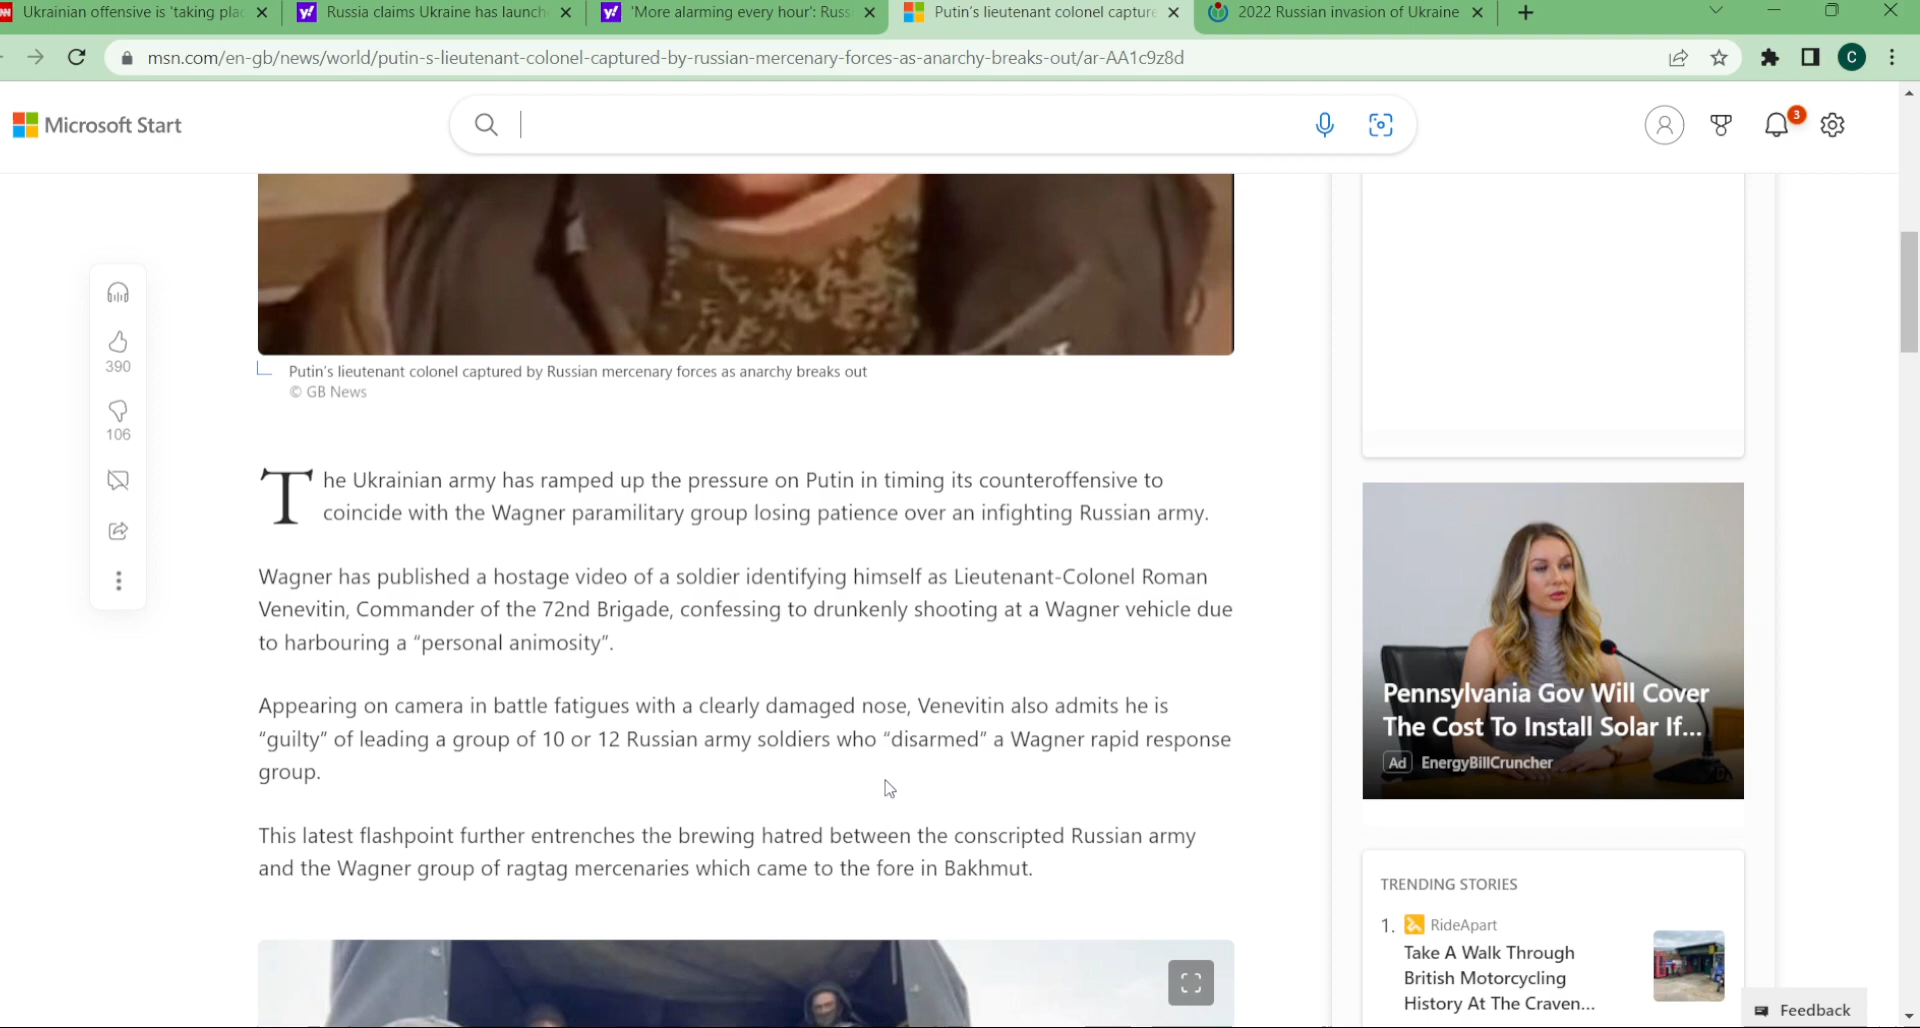 Ukrainian offensive is 'taking pla
Russia claims Ukraine has launch
'More alarming every hour': Russ
Putin's lieutenant colonel capture
2022 Russian invasion of Ukraine
msn.com/en-gb/news/world/putin-s-lieutenant-colonel-captured-by-russian-mercenary-forces-as-anarchy-breaks-out/ar-AA1c9z8d
C
Microsoft Start
3
390
106
Putin's lieutenant colonel captured by Russian mercenary forces as anarchy breaks out
© GB News
The Ukrainian army has ramped up the pressure on Putin in timing its counteroffensive to
coincide with the Wagner paramilitary group losing patience over an infighting Russian army.
Wagner has published a hostage video of a soldier identifying himself as Lieutenant-Colonel Roman
Venevitin, Commander of the 72nd Brigade, confessing to drunkenly shooting at a Wagner vehicle due
to harbouring a “personal animosity”.
Appearing on camera in battle fatigues with a clearly damaged nose, Venevitin also admits he is
“guilty” of leading a group of 10 or 12 Russian army soldiers who “disarmed” a Wagner rapid response
group.
This latest flashpoint further entrenches the brewing hatred between the conscripted Russian army
and the Wagner group of ragtag mercenaries which came to the fore in Bakhmut.
Pennsylvania Gov Will Cover
The Cost To Install Solar If...
Ad EnergyBillCruncher
TRENDING STORIES
1. RideApart
Take A Walk Through
British Motorcycling
History At The Craven...
Feedback